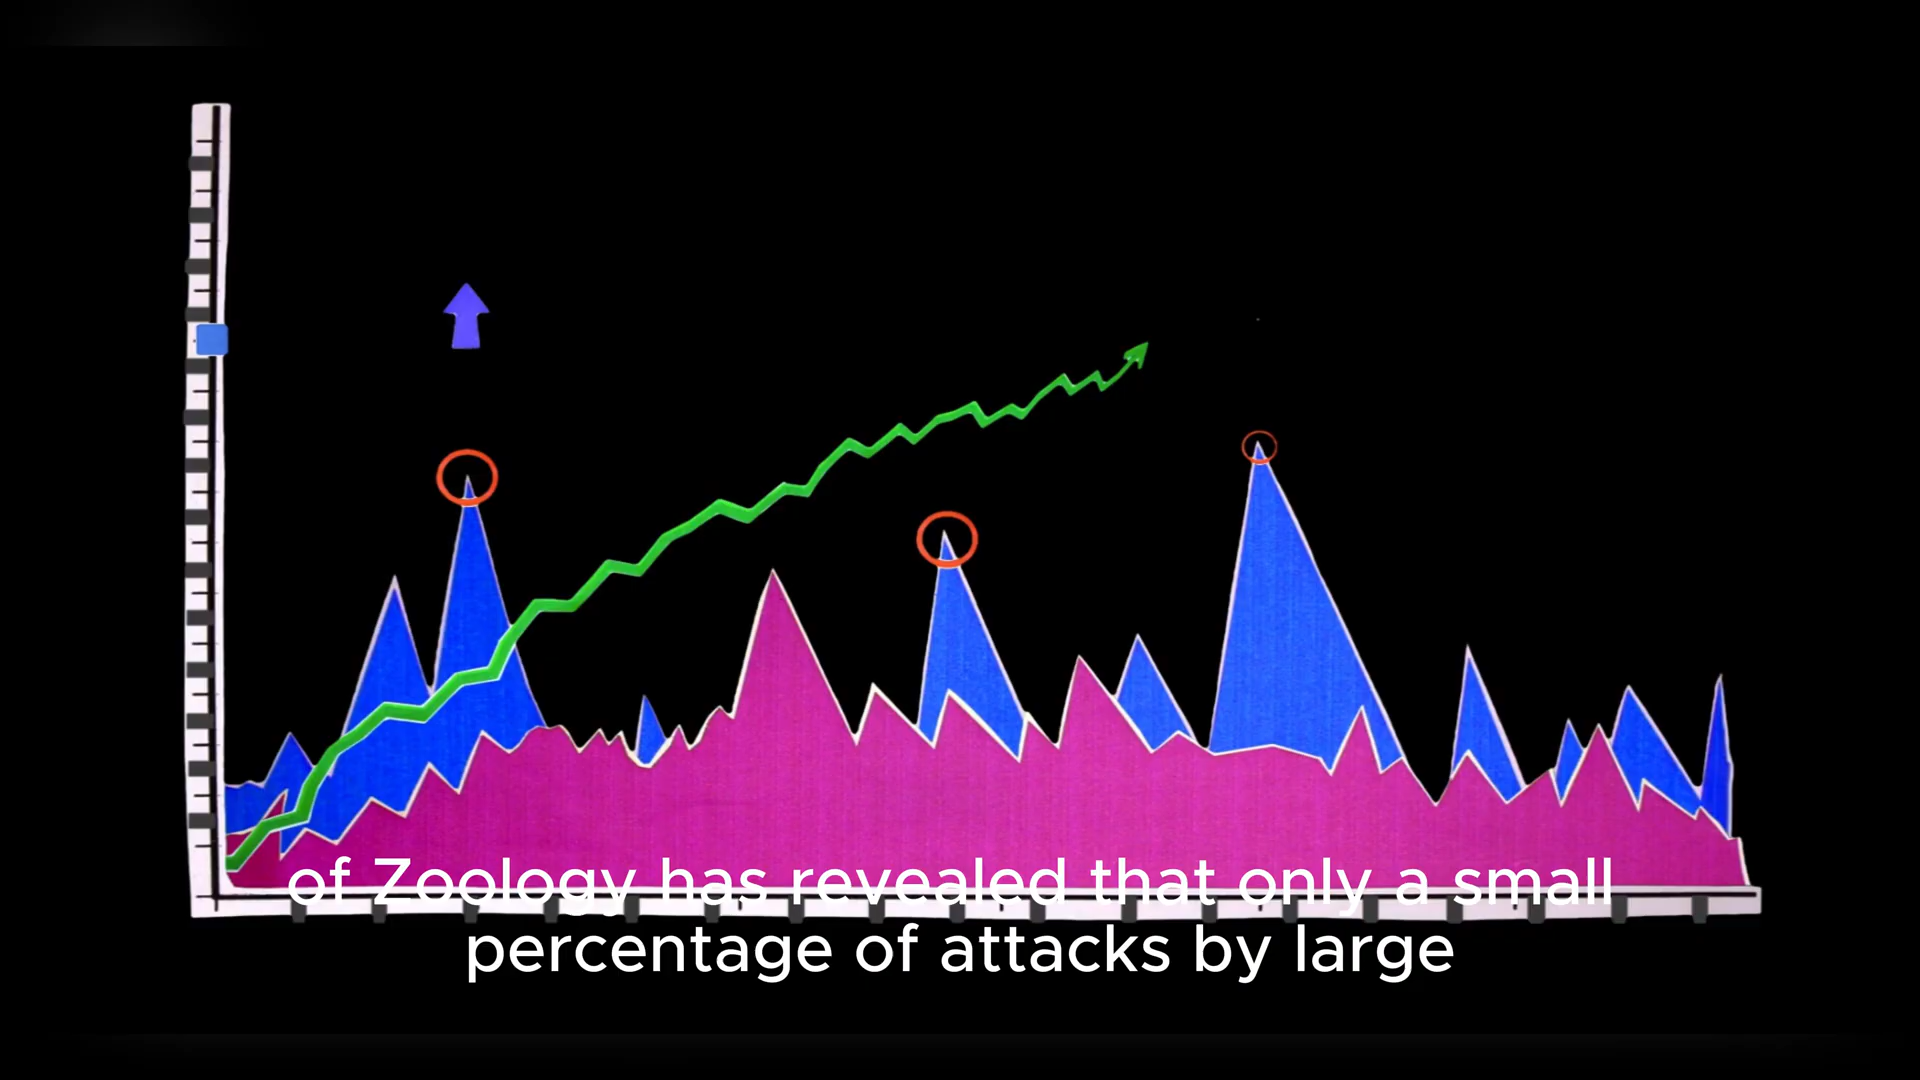 of Zoology has revealed that only a small
percentage of attacks by large